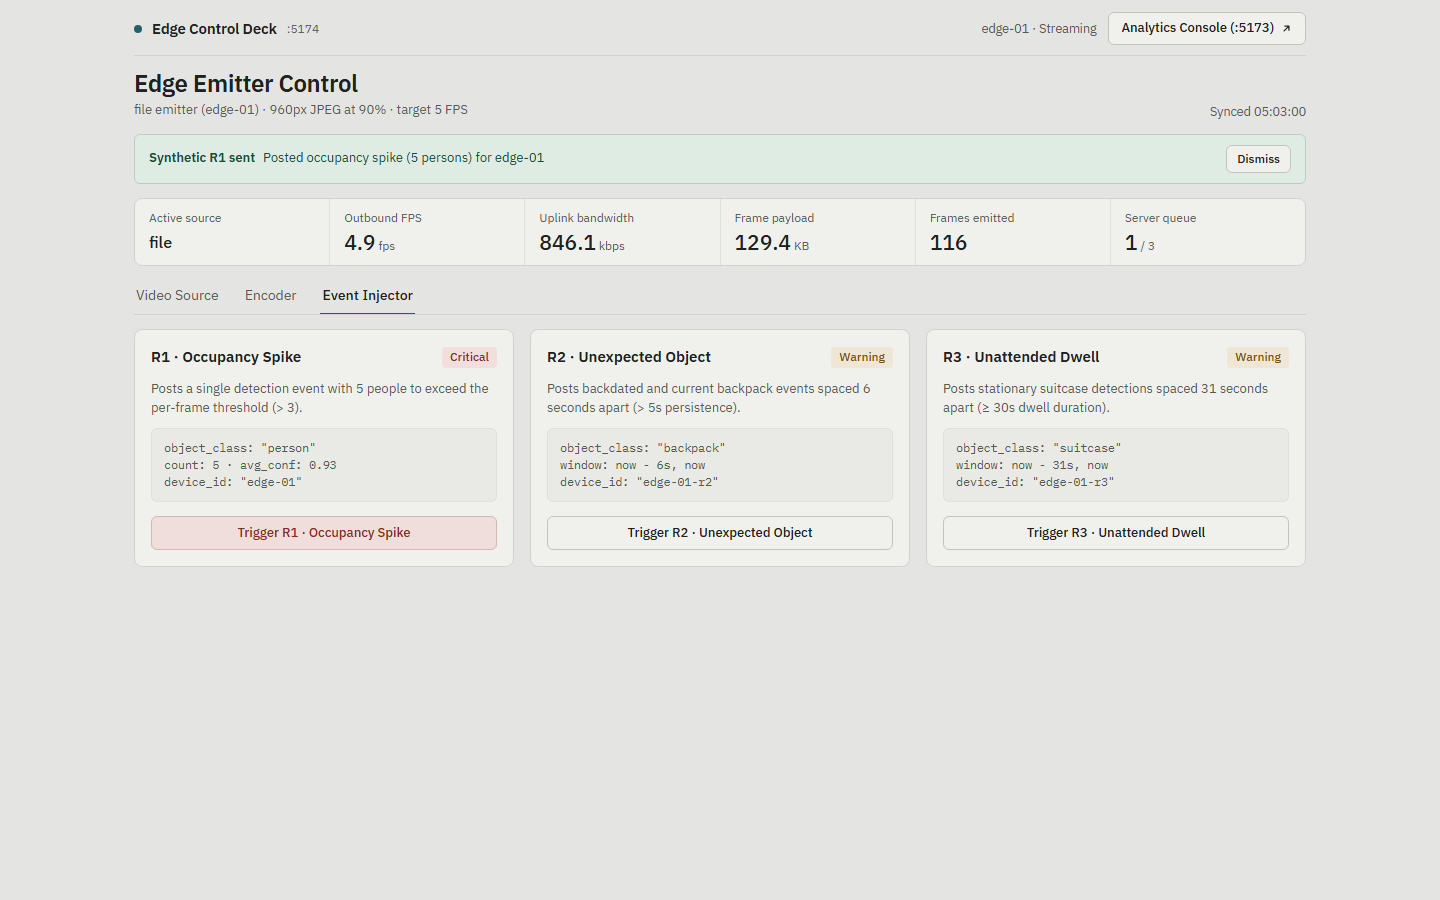 Edge Control Deck :5174
edge-01 · Streaming
Analytics Console (:5173) ↗
Edge Emitter Control
file emitter (edge-01) · 960px JPEG at 90% · target 5 FPS
Synced 05:03:00
Synthetic R1 sent Posted occupancy spike (5 persons) for edge-01
Dismiss
Active source
file
Outbound FPS
4.9 fps
Uplink bandwidth
846.1 kbps
Frame payload
129.4 KB
Frames emitted
116
Server queue
1 / 3
Video Source
Encoder
Event Injector
R1 · Occupancy Spike
Critical
Posts a single detection event with 5 people to exceed the
per-frame threshold (> 3).
object_class: "person"
count: 5 · avg_conf: 0.93
device_id: "edge-01"
Trigger R1 · Occupancy Spike
R2 · Unexpected Object
Warning
Posts backdated and current backpack events spaced 6
seconds apart (> 5s persistence).
object_class: "backpack"
window: now - 6s, now
device_id: "edge-01-r2"
Trigger R2 · Unexpected Object
R3 · Unattended Dwell
Warning
Posts stationary suitcase detections spaced 31 seconds
apart (≥ 30s dwell duration).
object_class: "suitcase"
window: now - 31s, now
device_id: "edge-01-r3"
Trigger R3 · Unattended Dwell